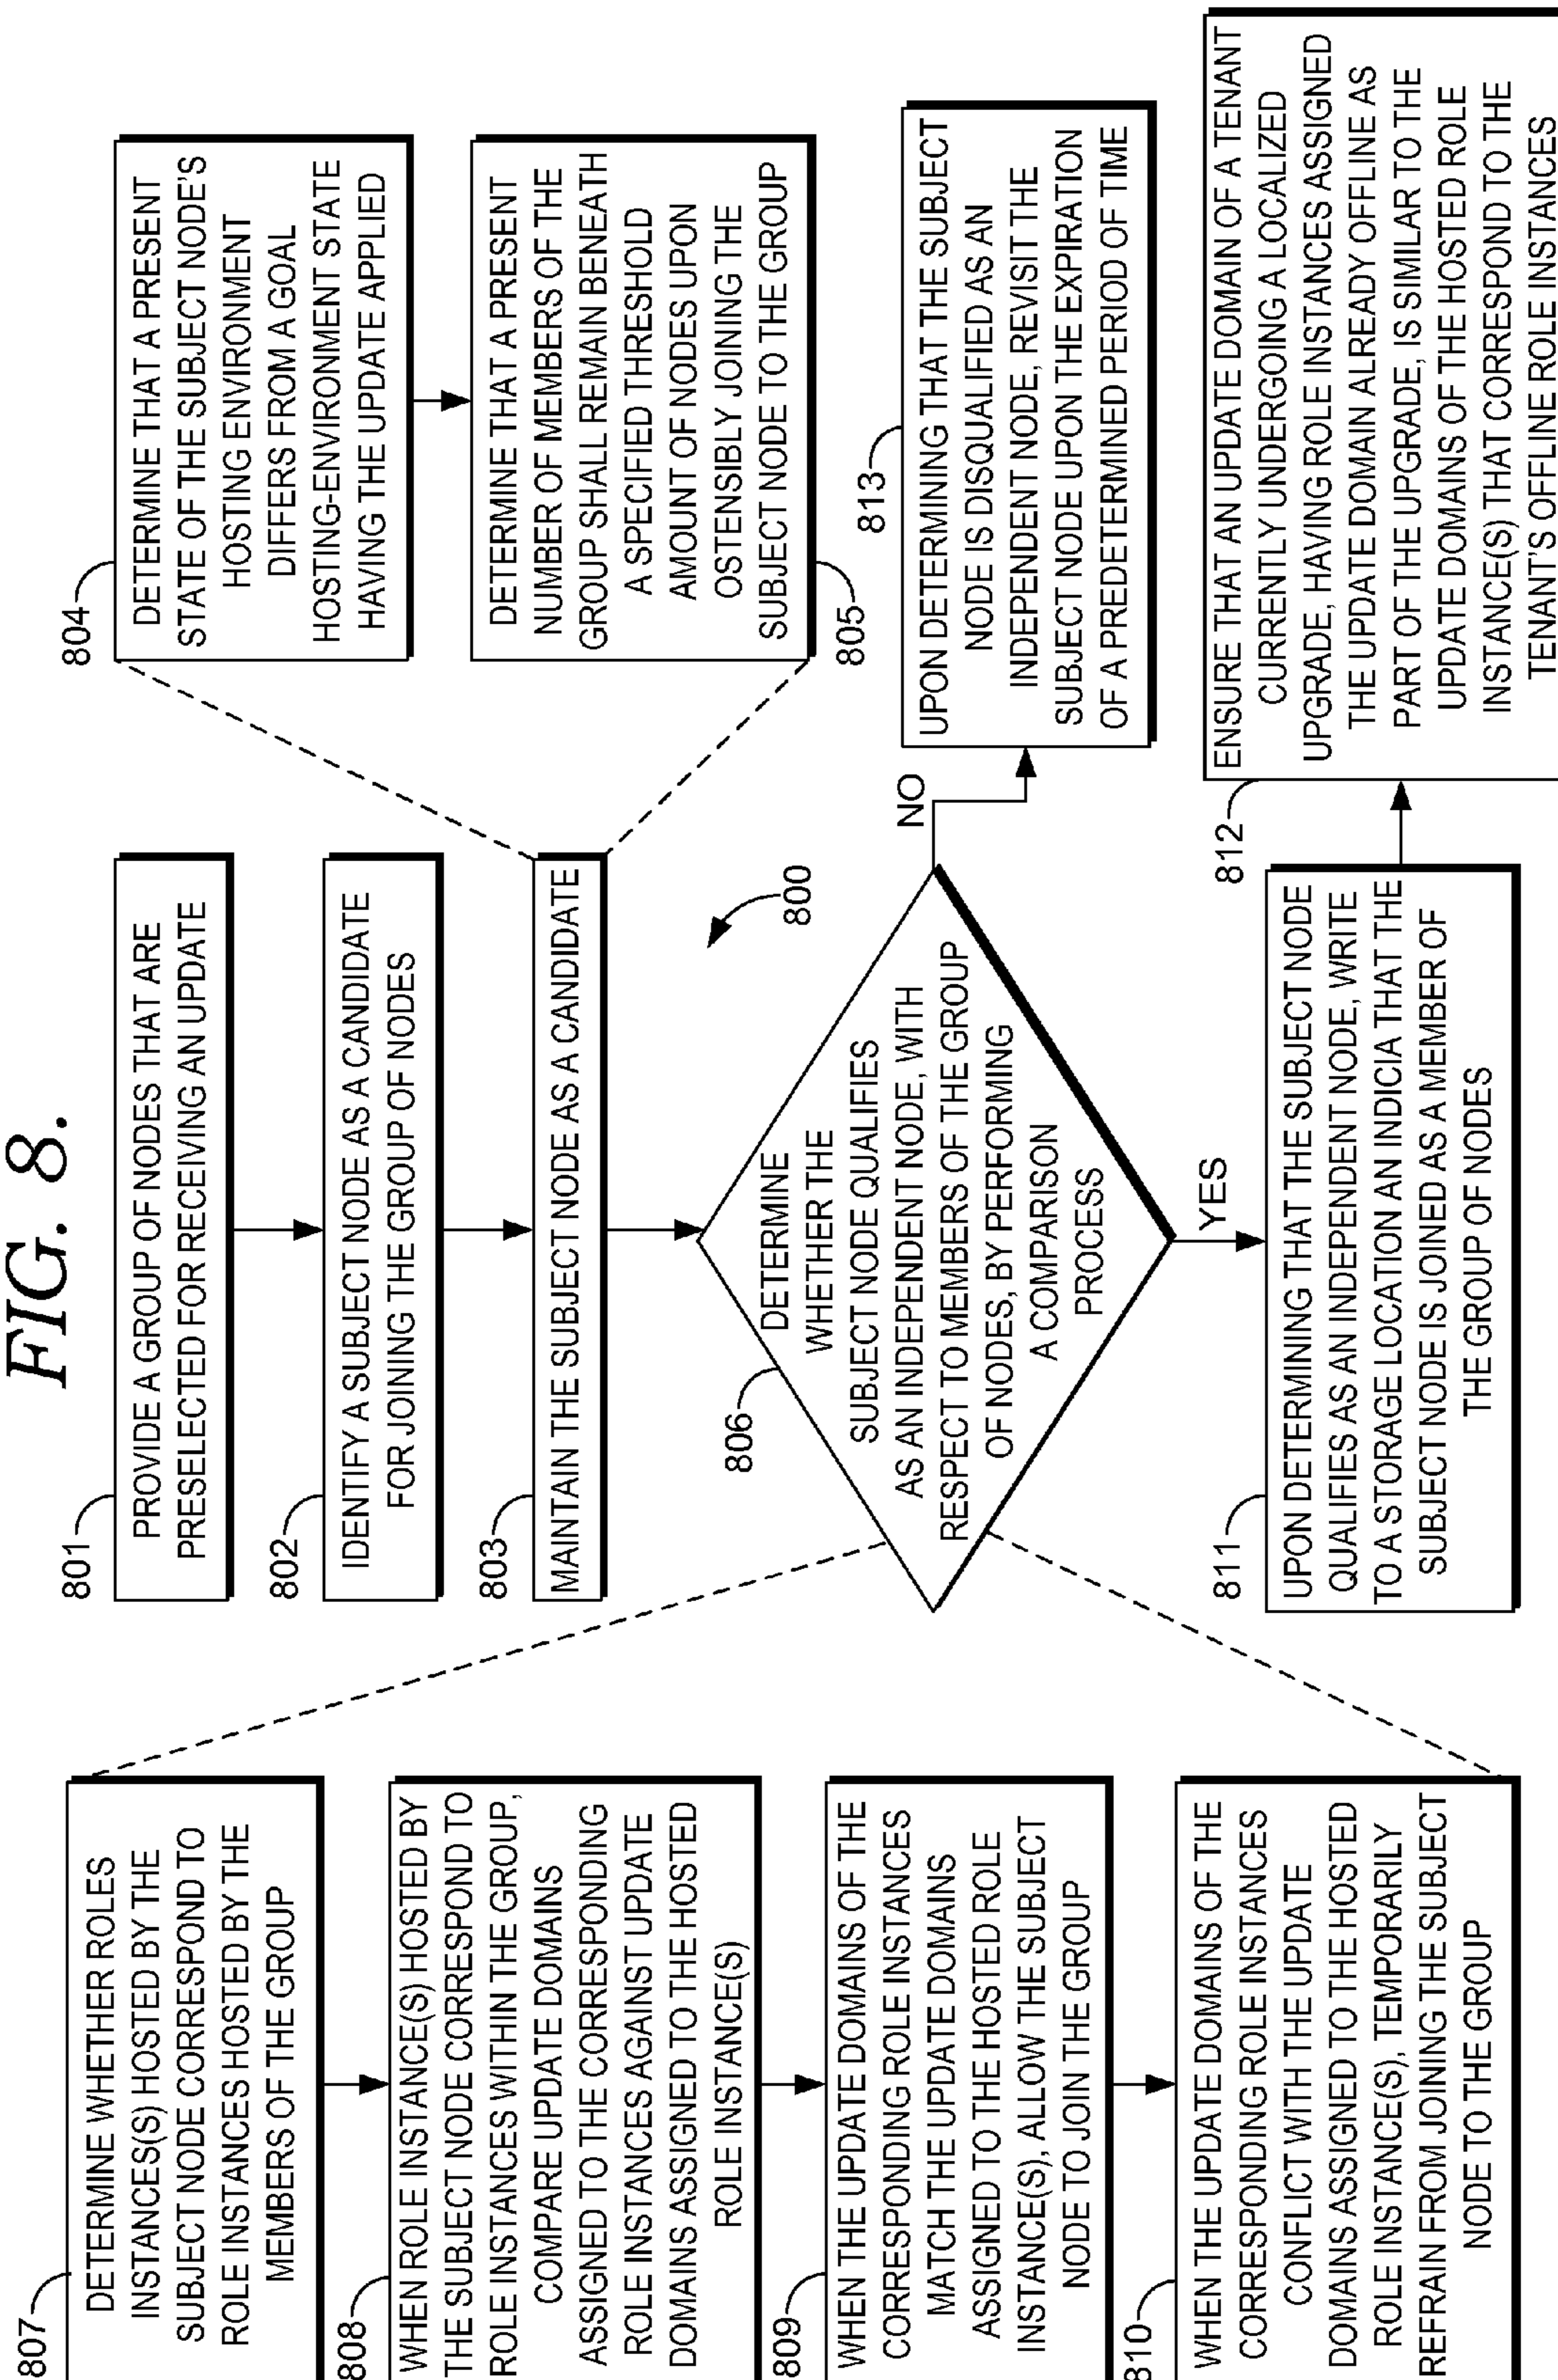 FIG. 8.
801
PROVIDE A GROUP OF NODES THAT ARE
PRESELECTED FOR RECEIVING AN UPDATE
802
IDENTIFY A SUBJECT NODE AS A CANDIDATE
FOR JOINING THE GROUP OF NODES
803
MAINTAIN THE SUBJECT NODE AS A CANDIDATE
804
DETERMINE THAT A PRESENT
STATE OF THE SUBJECT NODE'S
HOSTING ENVIRONMENT
DIFFERS FROM A GOAL
HOSTING-ENVIRONMENT STATE
HAVING THE UPDATE APPLIED
DETERMINE THAT A PRESENT
NUMBER OF MEMBERS OF THE
GROUP SHALL REMAIN BENEATH
A SPECIFIED THRESHOLD
AMOUNT OF NODES UPON
OSTENSIBLY JOINING THE
SUBJECT NODE TO THE GROUP
805
800
806
DETERMINE
WHETHER THE
SUBJECT NODE QUALIFIES
AS AN INDEPENDENT NODE, WITH
RESPECT TO MEMBERS OF THE GROUP
OF NODES, BY PERFORMING
A COMPARISON
PROCESS
NO
YES
807
DETERMINE WHETHER ROLES
INSTANCES(S) HOSTED BY THE
SUBJECT NODE CORRESPOND TO
ROLE INSTANCES HOSTED BY THE
MEMBERS OF THE GROUP
808
WHEN ROLE INSTANCE(S) HOSTED BY
THE SUBJECT NODE CORRESPOND TO
ROLE INSTANCES WITHIN THE GROUP,
COMPARE UPDATE DOMAINS
ASSIGNED TO THE CORRESPONDING
ROLE INSTANCES AGAINST UPDATE
DOMAINS ASSIGNED TO THE HOSTED
ROLE INSTANCE(S)
809
WHEN THE UPDATE DOMAINS OF THE
CORRESPONDING ROLE INSTANCES
MATCH THE UPDATE DOMAINS
ASSIGNED TO THE HOSTED ROLE
INSTANCE(S), ALLOW THE SUBJECT
NODE TO JOIN THE GROUP
810
WHEN THE UPDATE DOMAINS OF THE
CORRESPONDING ROLE INSTANCES
CONFLICT WITH THE UPDATE
DOMAINS ASSIGNED TO THE HOSTED
ROLE INSTANCE(S), TEMPORARILY
REFRAIN FROM JOINING THE SUBJECT
NODE TO THE GROUP
811
UPON DETERMINING THAT THE SUBJECT NODE
QUALIFIES AS AN INDEPENDENT NODE, WRITE
TO A STORAGE LOCATION AN INDICIA THAT THE
SUBJECT NODE IS JOINED AS A MEMBER OF
THE GROUP OF NODES
812
ENSURE THAT AN UPDATE DOMAIN OF A TENANT
CURRENTLY UNDERGOING A LOCALIZED
UPGRADE, HAVING ROLE INSTANCES ASSIGNED
THE UPDATE DOMAIN ALREADY OFFLINE AS
PART OF THE UPGRADE, IS SIMILAR TO THE
UPDATE DOMAINS OF THE HOSTED ROLE
INSTANCE(S) THAT CORRESPOND TO THE
TENANT'S OFFLINE ROLE INSTANCES
813
UPON DETERMINING THAT THE SUBJECT
NODE IS DISQUALIFIED AS AN
INDEPENDENT NODE, REVISIT THE
SUBJECT NODE UPON THE EXPIRATION
OF A PREDETERMINED PERIOD OF TIME